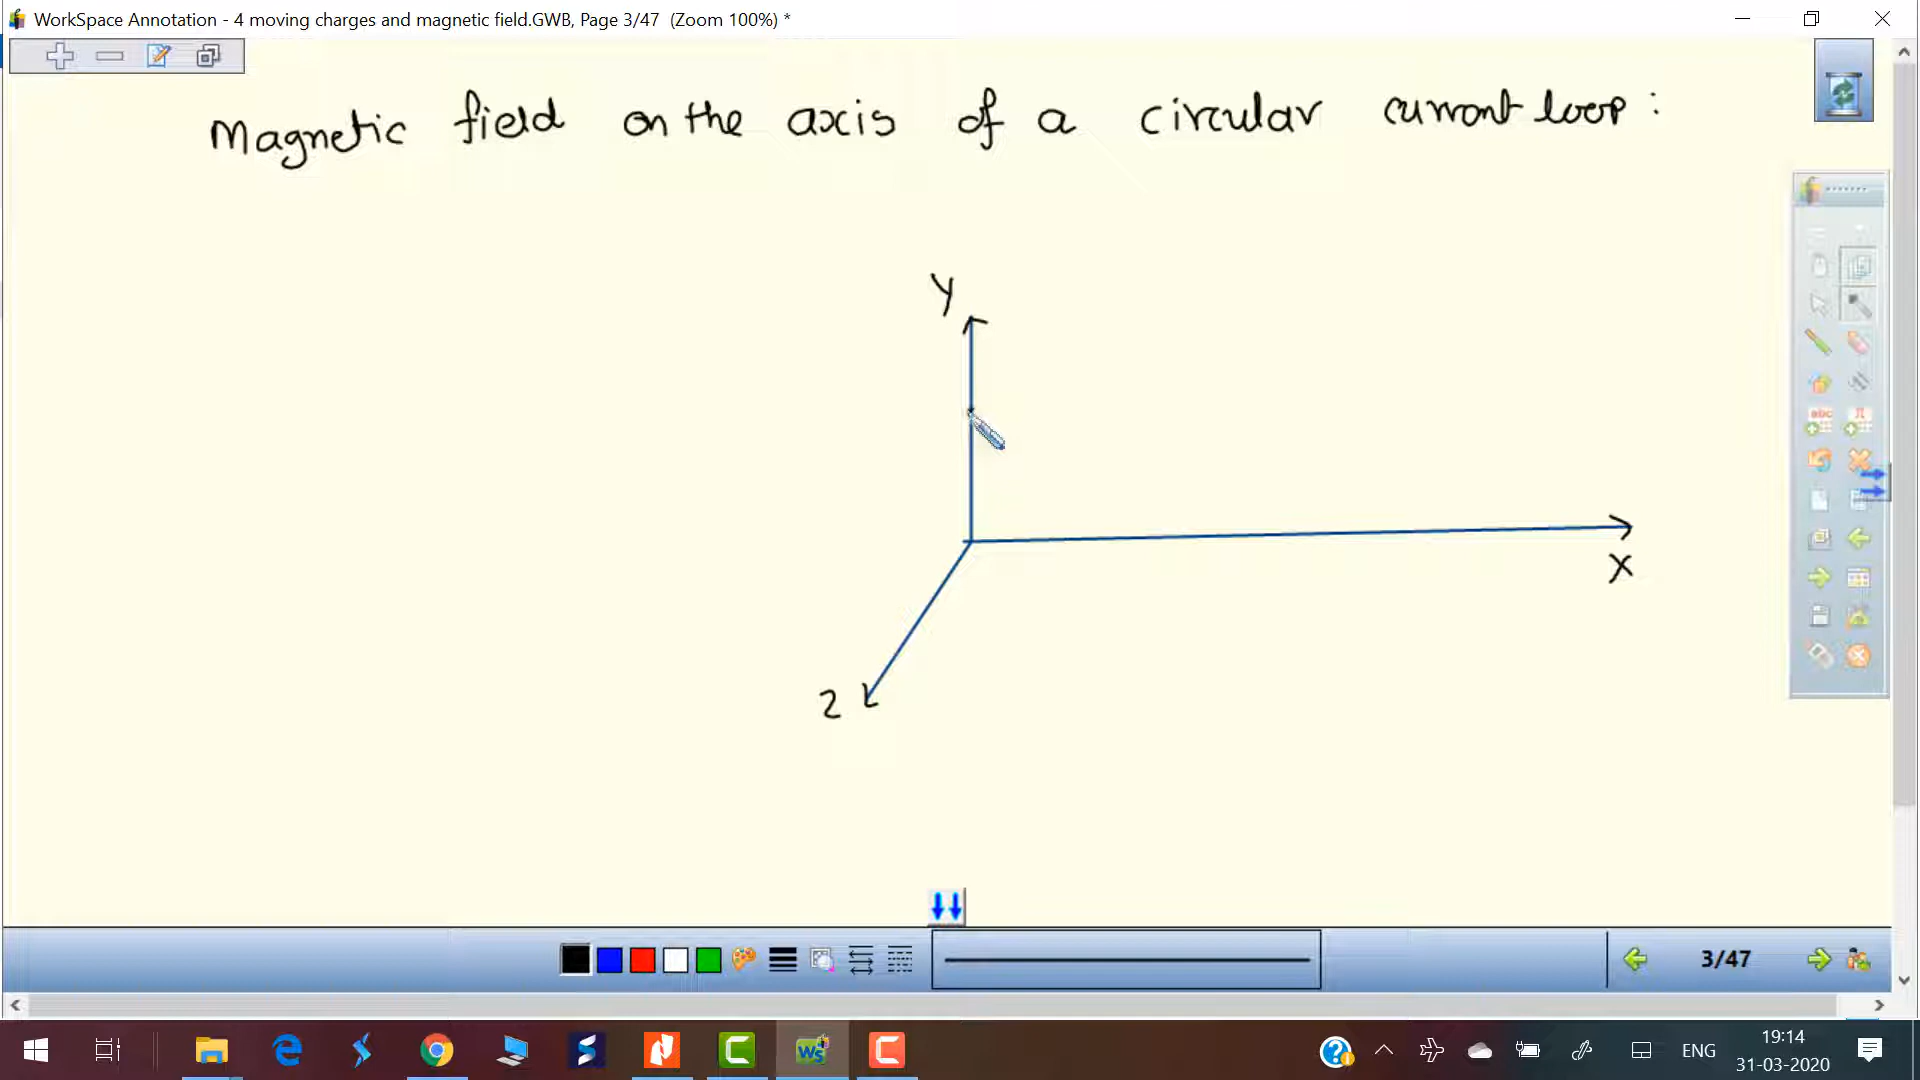 WorkSpace Annotation - 4 moving charges and magnetic field.GWB, Page 3/47 (Zoom 100%) *
Magnetic field on the axis of a circular current loop :
Y
X
Z
3/47
19:14
ENG
31-03-2020